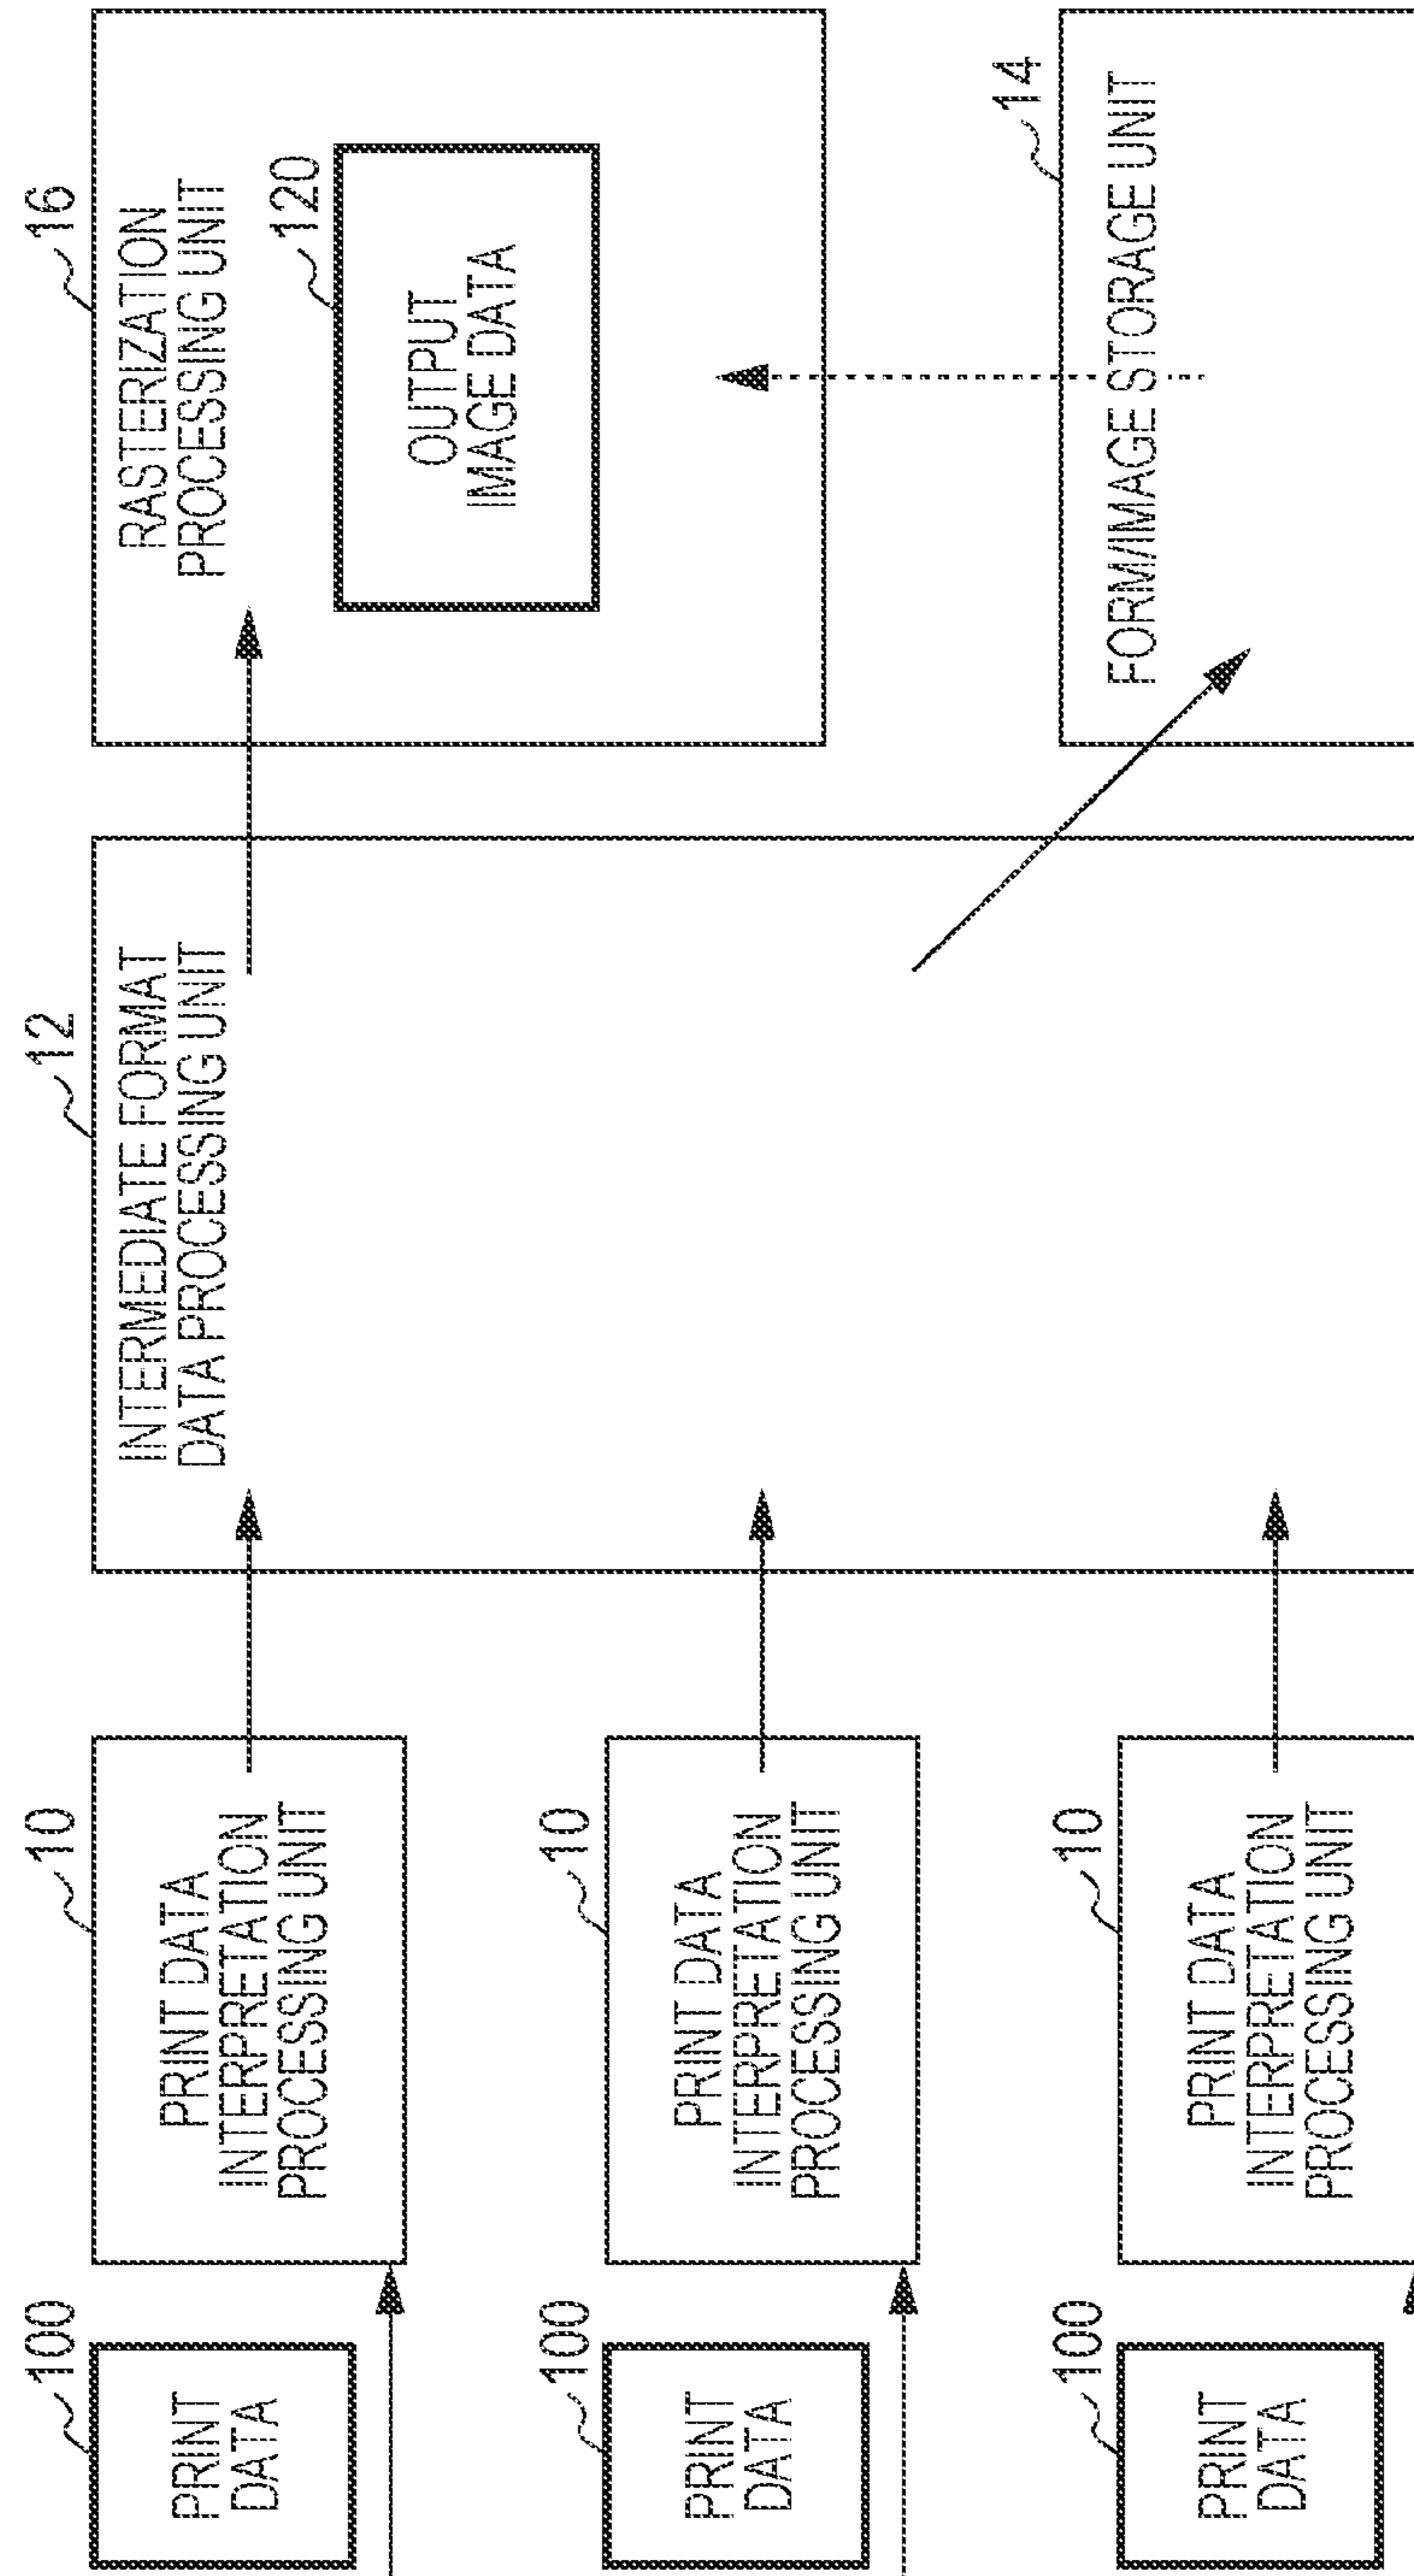 100
PRINT
DATA
10
PRINT DATA
INTERPRETATION
PROCESSING UNIT
12
INTERMEDIATE FORMAT
DATA PROCESSING UNIT
16
RASTERIZATION
PROCESSING UNIT
120
OUTPUT
IMAGE DATA
100
PRINT
DATA
10
PRINT DATA
INTERPRETATION
PROCESSING UNIT
100
PRINT
DATA
10
PRINT DATA
INTERPRETATION
PROCESSING UNIT
14
FORM/IMAGE STORAGE UNIT